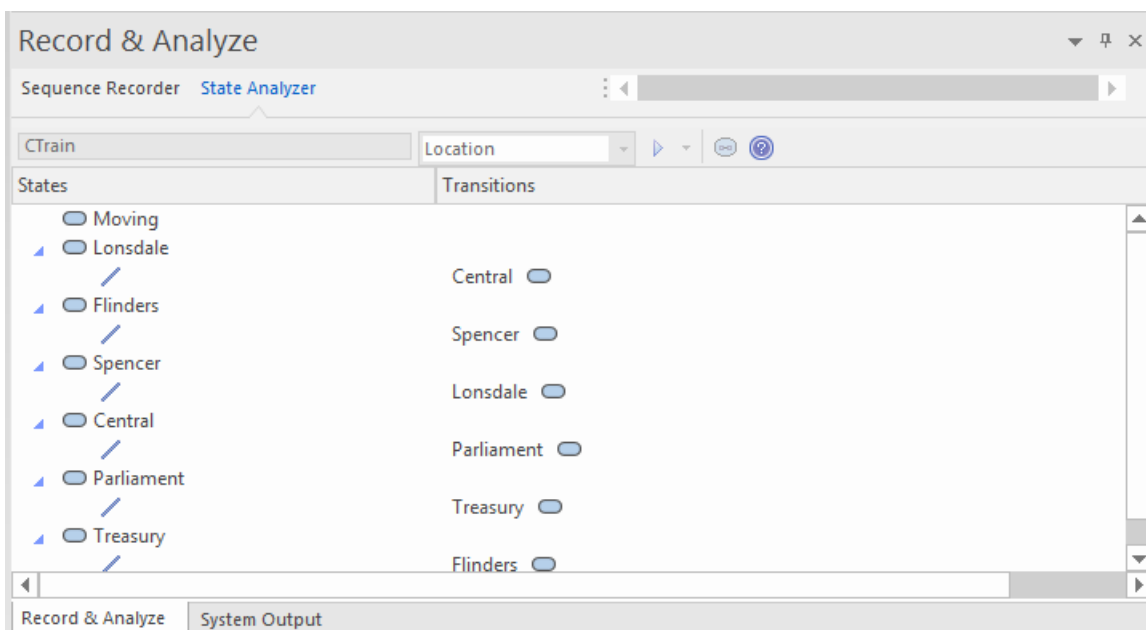 Record & Analyze
Sequence Recorder State Analyzer
CTrain Location
States Transitions
Moving
Lonsdale
Central
Flinders
Spencer
Spencer
Lonsdale
Central
Parliament
Parliament
Treasury
Treasury
Flinders
Record & Analyze System Output